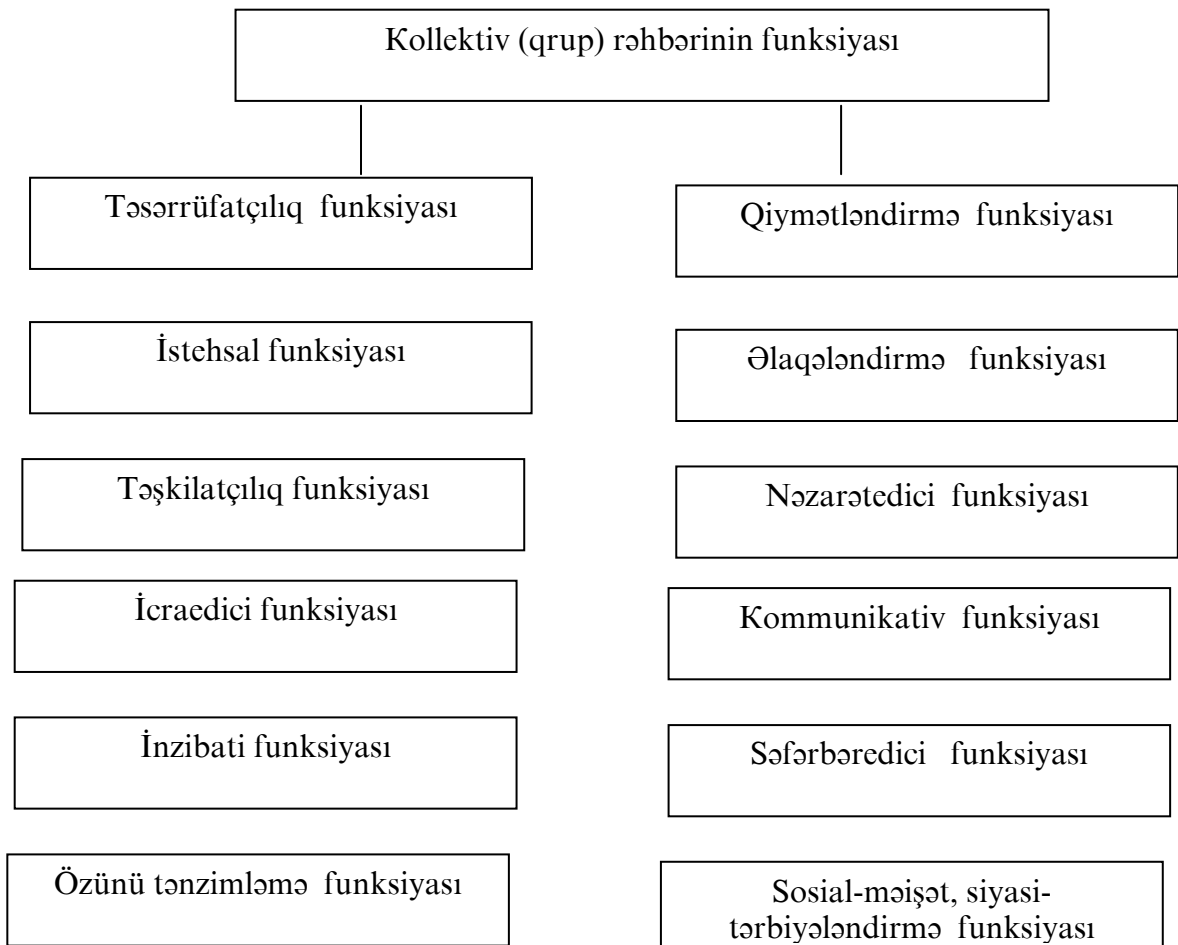 Kollektiv (qrup) rəhbərinin funksiyası
Təsərrüfatçılıq funksiyası
Qiymətləndirmə funksiyası
İstehsal funksiyası
Əlaqələndirmə funksiyası
Təşkilatçılıq funksiyası
Nəzarətedici funksiyası
İcraedici funksiyası
Kommunikativ funksiyası
İnzibati funksiyası
Səfərbəredici funksiyası
Özünü tənzimləmə funksiyası
Sosial-məişət, siyasi-
tərbiyələndirmə funksiyası